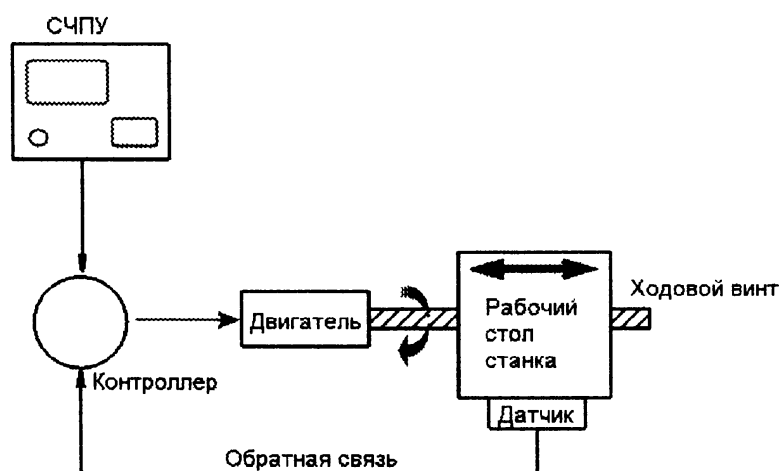 СЧПУ
Ходовой винт
Двигатель
Рабочий
стол
станка
Контроллер
Датчик
Обратная связь